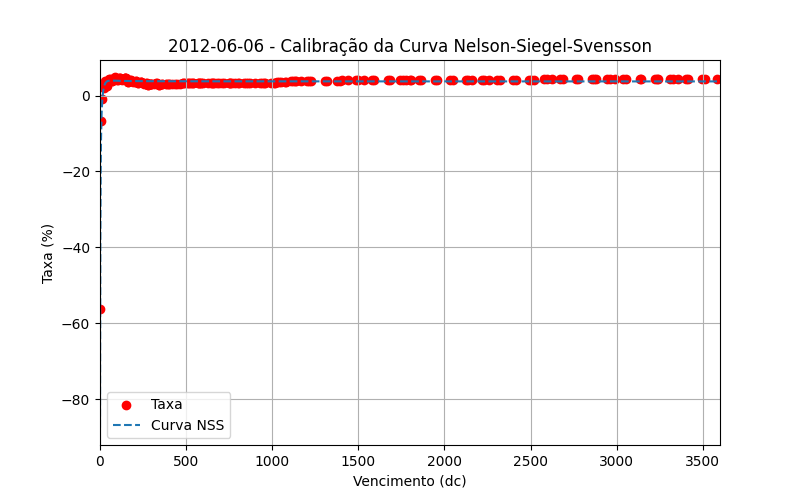 2012-06-06 - Calibração da Curva Nelson-Siegel-Svensson
Taxa (%)
0
−20
−40
−60
−80
Taxa
Curva NSS
0 500 1000 1500 2000 2500 3000 3500
Vencimento (dc)